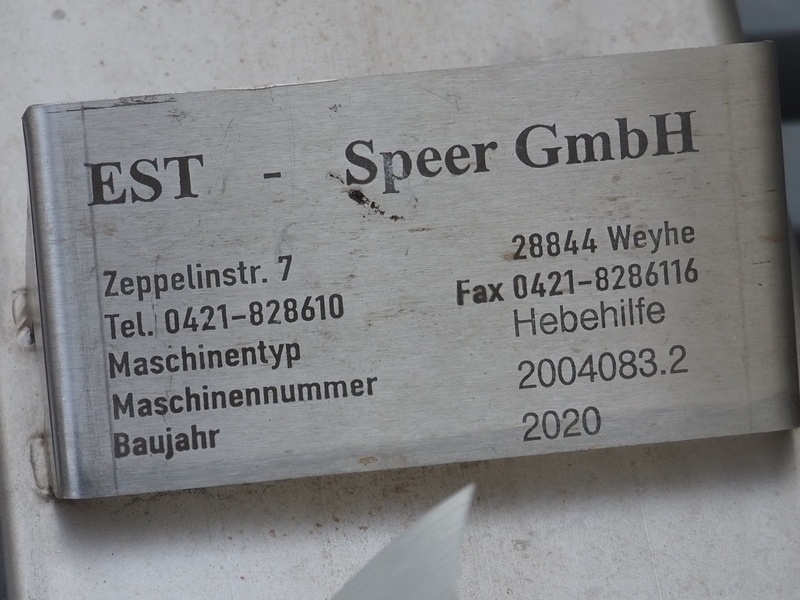 EST - Speer GmbH
Zeppelinstr. 7 28844 Weyhe
Tel. 0421-828610 Fax 0421-8286116
Maschinentyp Hebehilfe
Maschinennummer 2004083.2
Baujahr 2020